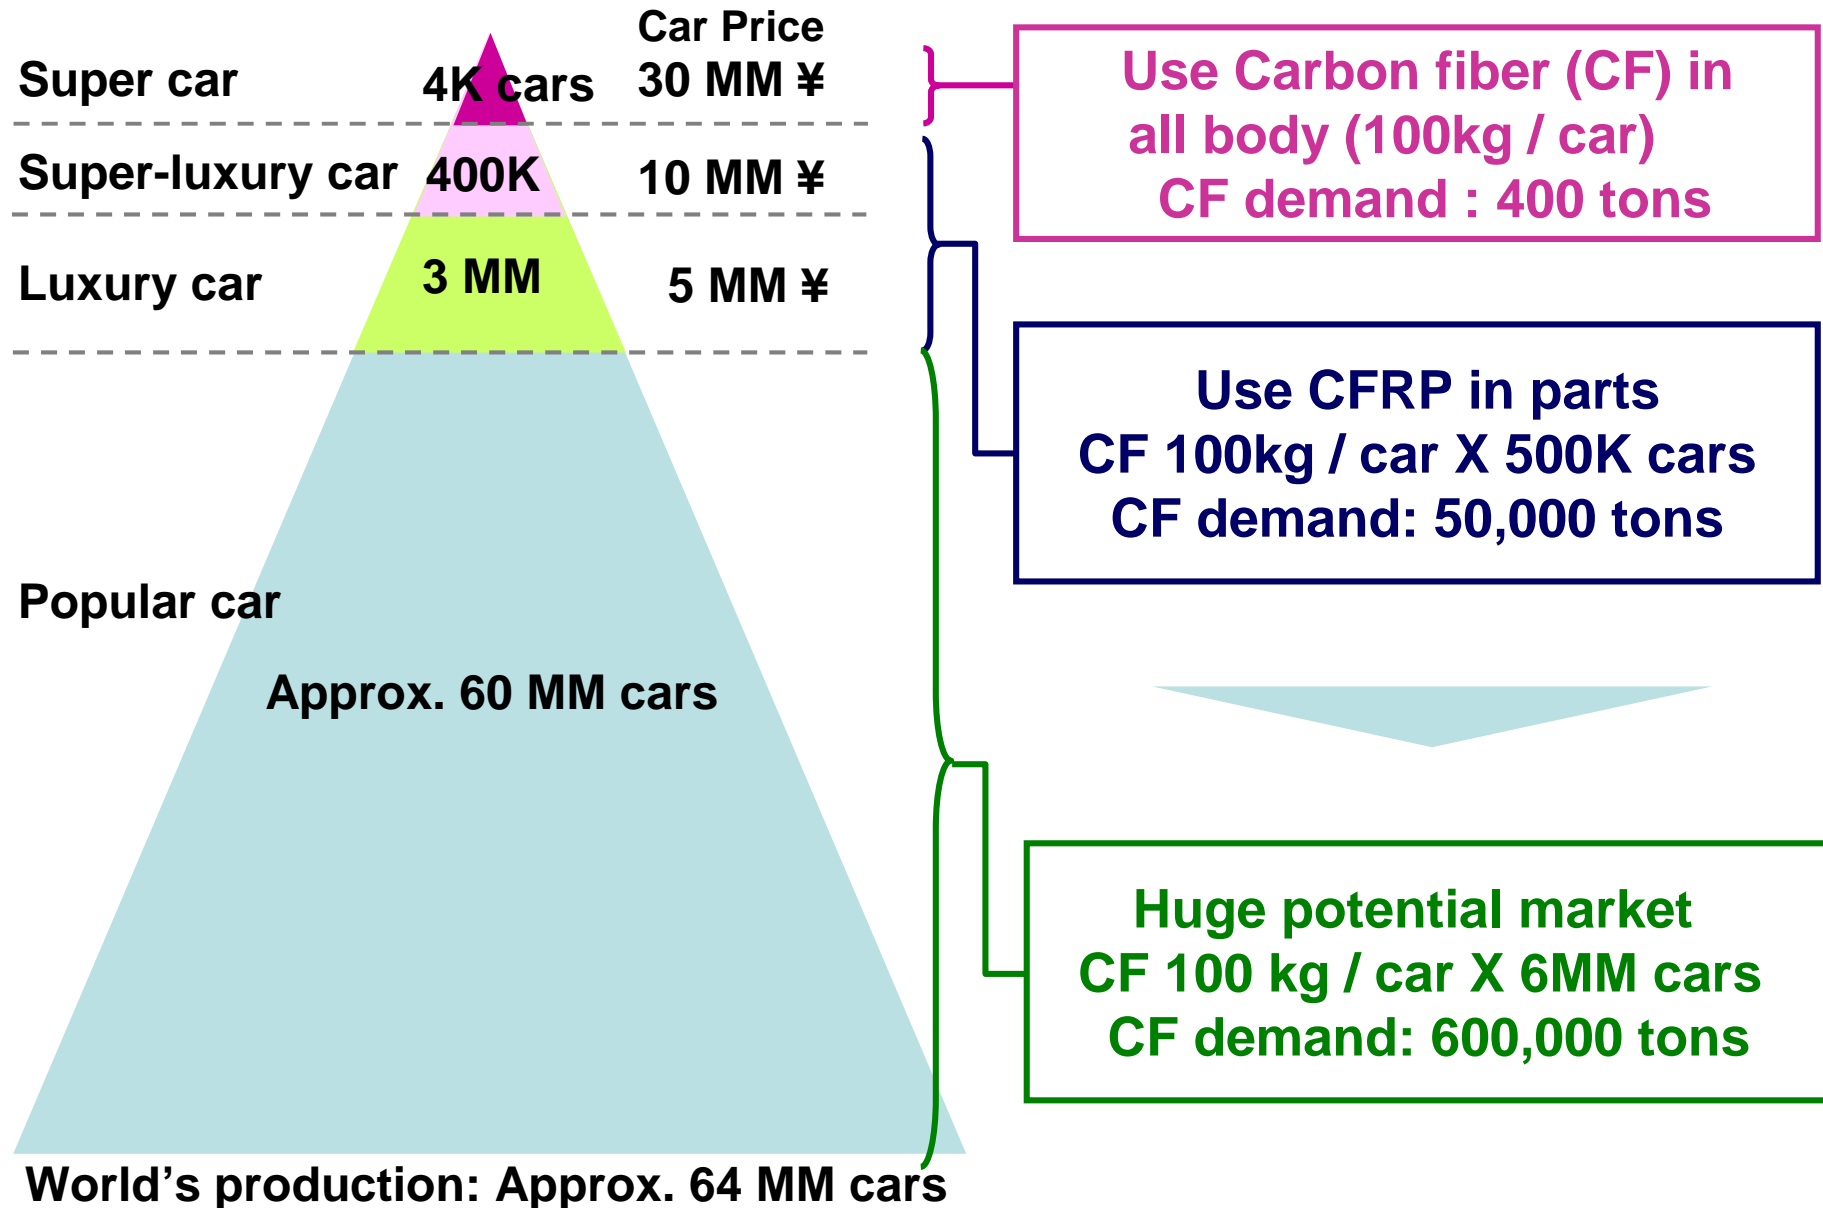 Car Price
Super car 4K cars 30 MM ¥
Super-luxury car 400K 10 MM ¥
Luxury car 3 MM 5 MM ¥
Popular car
Approx. 60 MM cars
World’s production: Approx. 64 MM cars
Use Carbon fiber (CF) in
all body (100kg / car)
CF demand : 400 tons
Use CFRP in parts
CF 100kg / car X 500K cars
CF demand: 50,000 tons
Huge potential market
CF 100 kg / car X 6MM cars
CF demand: 600,000 tons